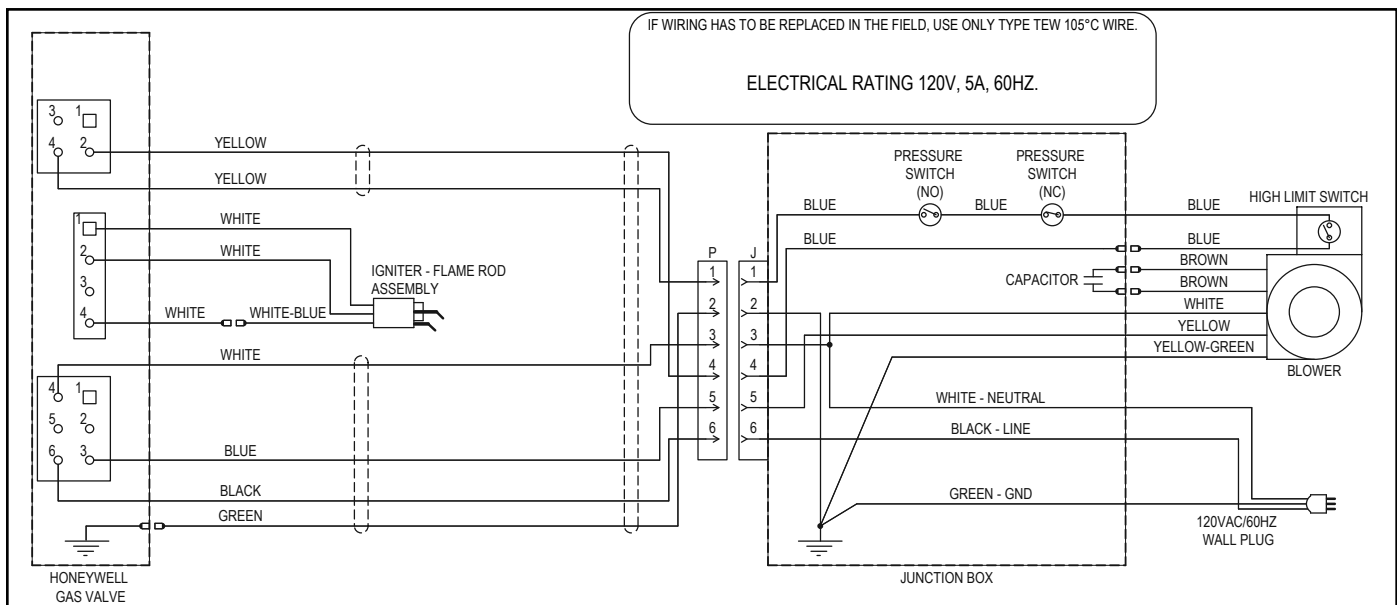 IF WIRING HAS TO BE REPLACED IN THE FIELD, USE ONLY TYPE TEW 105°C WIRE.
ELECTRICAL RATING 120V, 5A, 60HZ.
3 1
4 2
YELLOW
YELLOW
1
2
3
4
WHITE
WHITE
WHITE
WHITE-BLUE
IGNITER - FLAME ROD
ASSEMBLY
4 1
5 2
6 3
WHITE
BLUE
BLACK
GREEN
HONEYWELL
GAS VALVE
P J
1 1
2 2
3 3
4 4
5 5
6 6
PRESSURE
SWITCH
(NO)
PRESSURE
SWITCH
(NC)
BLUE
BLUE
BLUE
BLUE
BLUE
HIGH LIMIT SWITCH
CAPACITOR
BROWN
BROWN
WHITE
YELLOW
YELLOW-GREEN
BLOWER
WHITE - NEUTRAL
BLACK - LINE
GREEN - GND
120VAC/60HZ
WALL PLUG
JUNCTION BOX